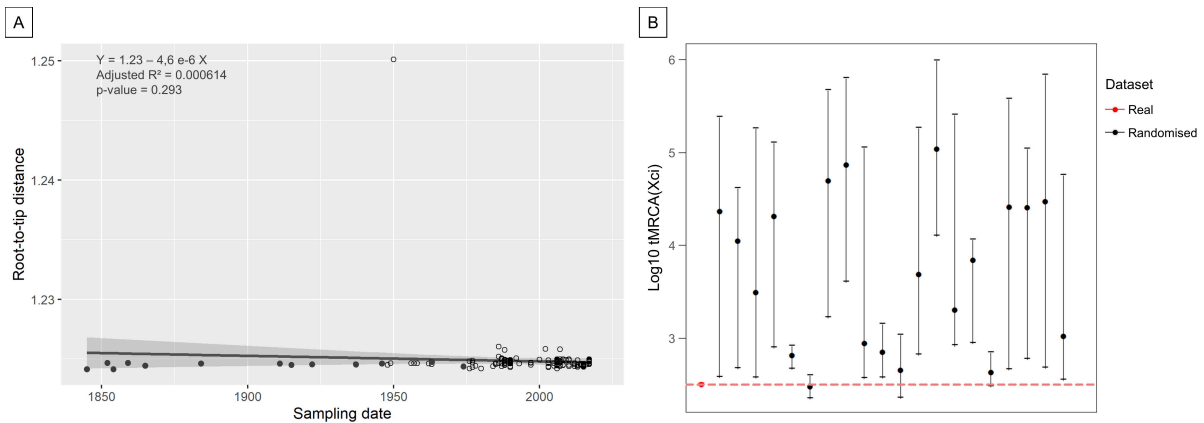 A
Y = 1.23 – 4,6 e-6 X
Adjusted R² = 0.000614
p-value = 0.293
1.25
1.24
1.23
Root-to-tip distance
1850
1900
1950
2000
Sampling date
B
6
5
4
3
Log10 tMRCA(Xci)
Dataset
Real
Randomised